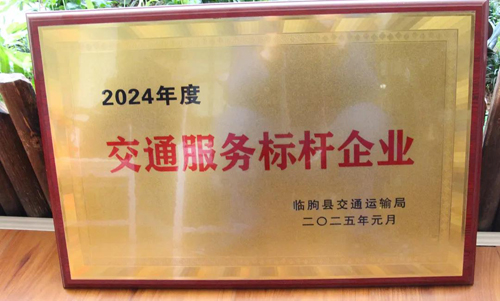 2024年度
交通服务标杆企业
临朐县交通运输局
二〇二五年元月